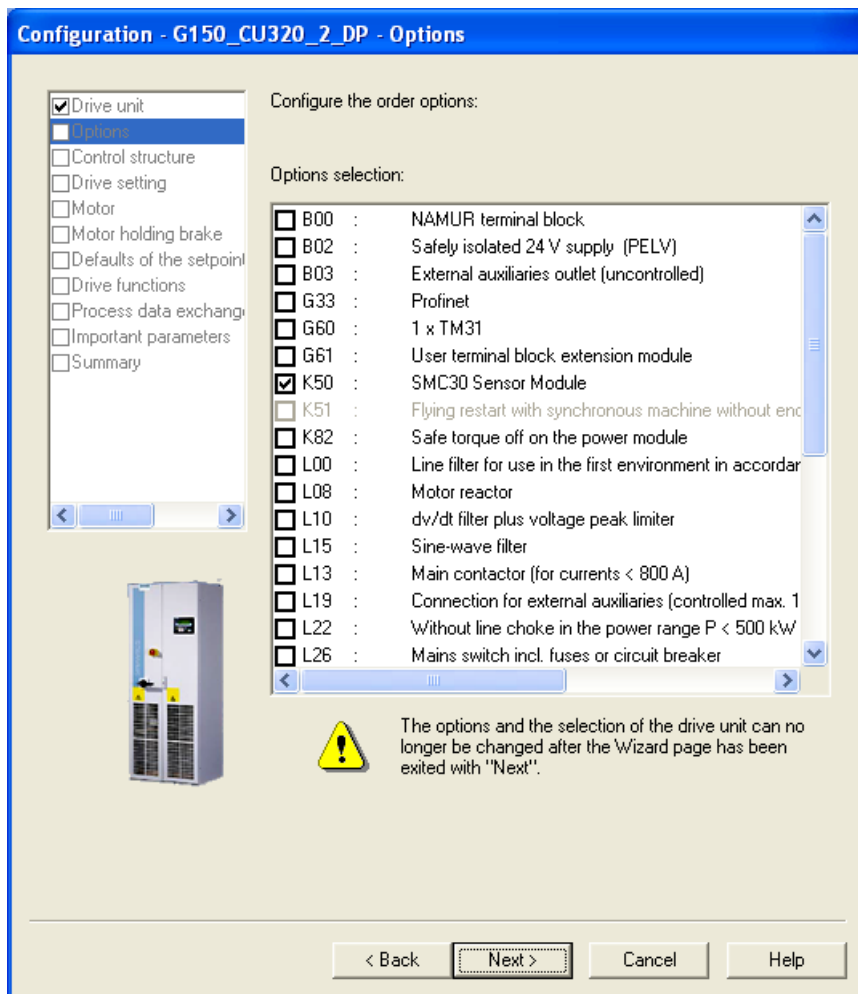 Configuration - G150_CU320_2_DP - Options
Drive unit
Options
Control structure
Drive setting
Motor
Motor holding brake
Defaults of the setpoint
Drive functions
Process data exchang
Important parameters
Summary
Configure the order options:
Options selection:
B00 : NAMUR terminal block
B02 : Safely isolated 24 V supply (PELV)
B03 : External auxiliaries outlet (uncontrolled)
G33 : Profinet
G60 : 1 x TM31
G61 : User terminal block extension module
K50 : SMC30 Sensor Module
K51 : Flying restart with synchronous machine without enc
K82 : Safe torque off on the power module
L00 : Line filter for use in the first environment in accordar
L08 : Motor reactor
L10 : dv/dt filter plus voltage peak limiter
L15 : Sine-wave filter
L13 : Main contactor (for currents < 800 A)
L19 : Connection for external auxiliaries (controlled max. 1
L22 : Without line choke in the power range P < 500 kW
L26 : Mains switch incl. fuses or circuit breaker
The options and the selection of the drive unit can no
longer be changed after the Wizard page has been
exited with "Next".
< Back
Next >
Cancel
Help